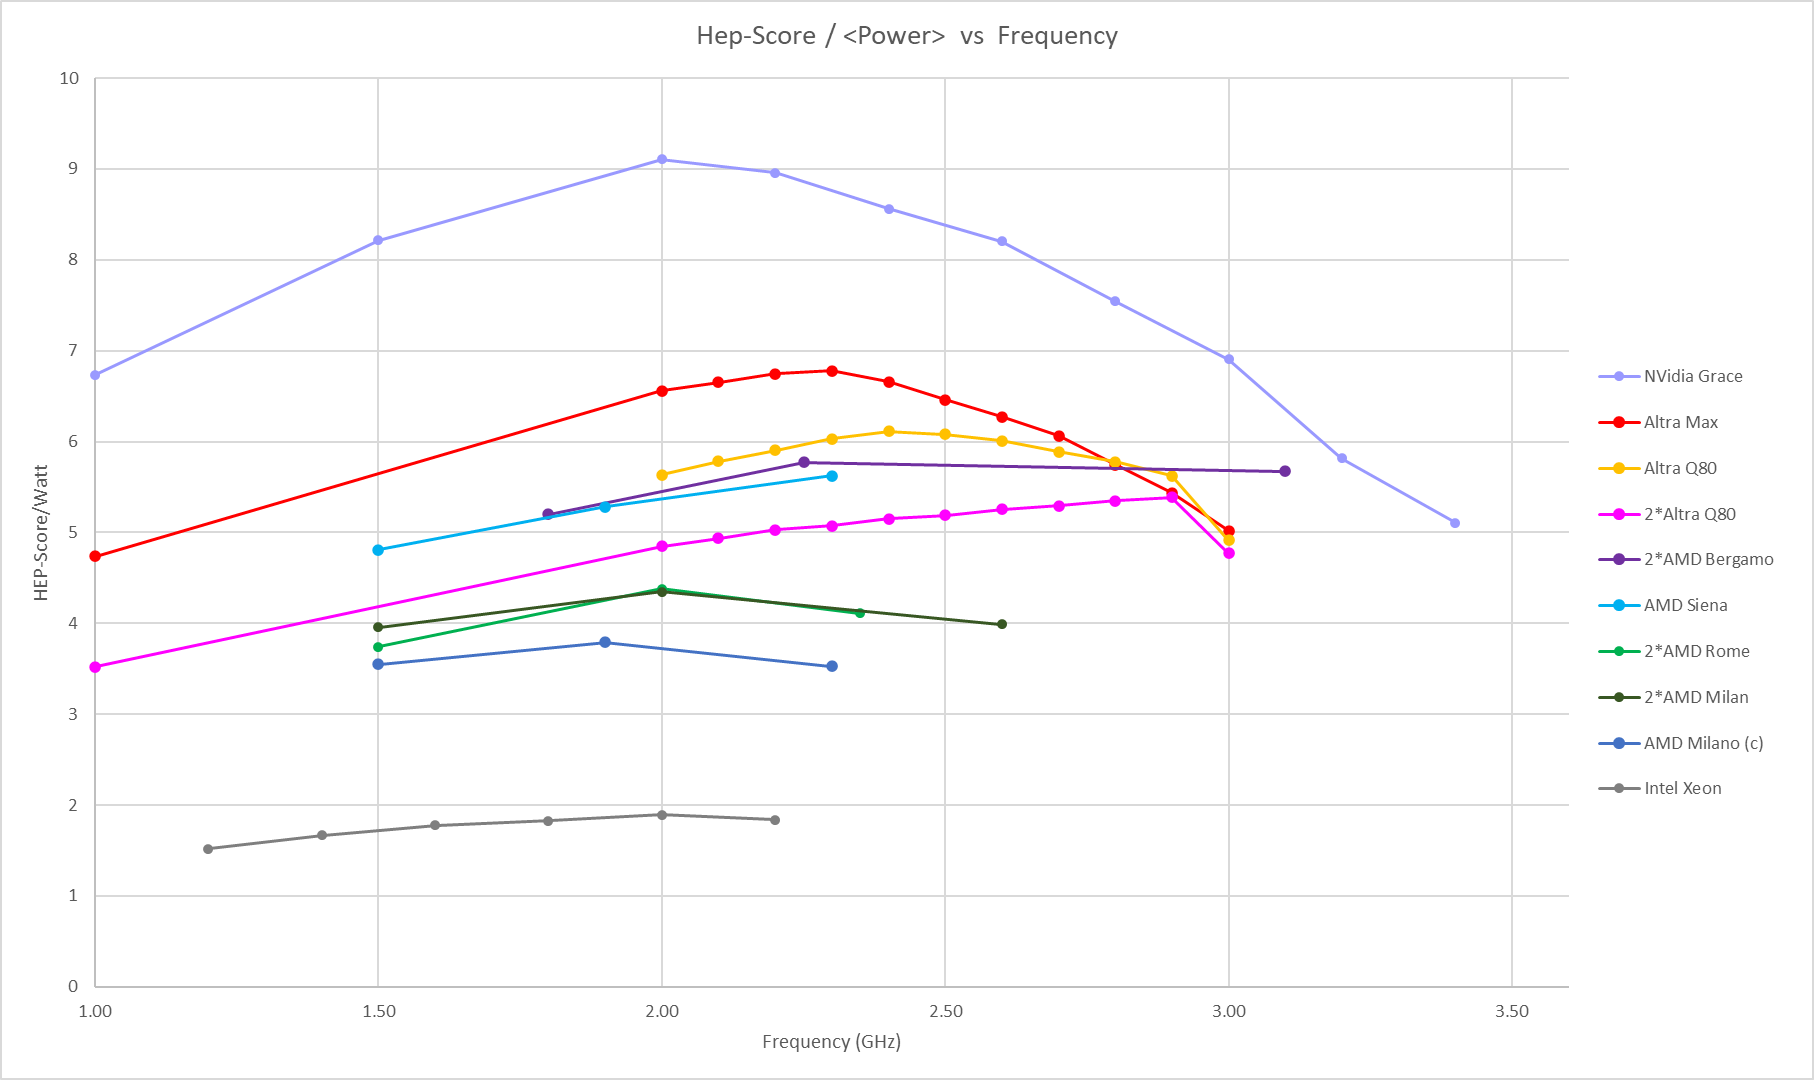 Hep-Score / <Power> vs Frequency
10
9
8
7
6
5
4
3
2
1
0
HEP-Score/Watt
1.00 1.50 2.00 2.50 3.00 3.50
Frequency (GHz)
NVidia Grace
Altra Max
Altra Q80
2*Altra Q80
2*AMD Bergamo
AMD Siena
2*AMD Rome
2*AMD Milan
AMD Milano (c)
Intel Xeon